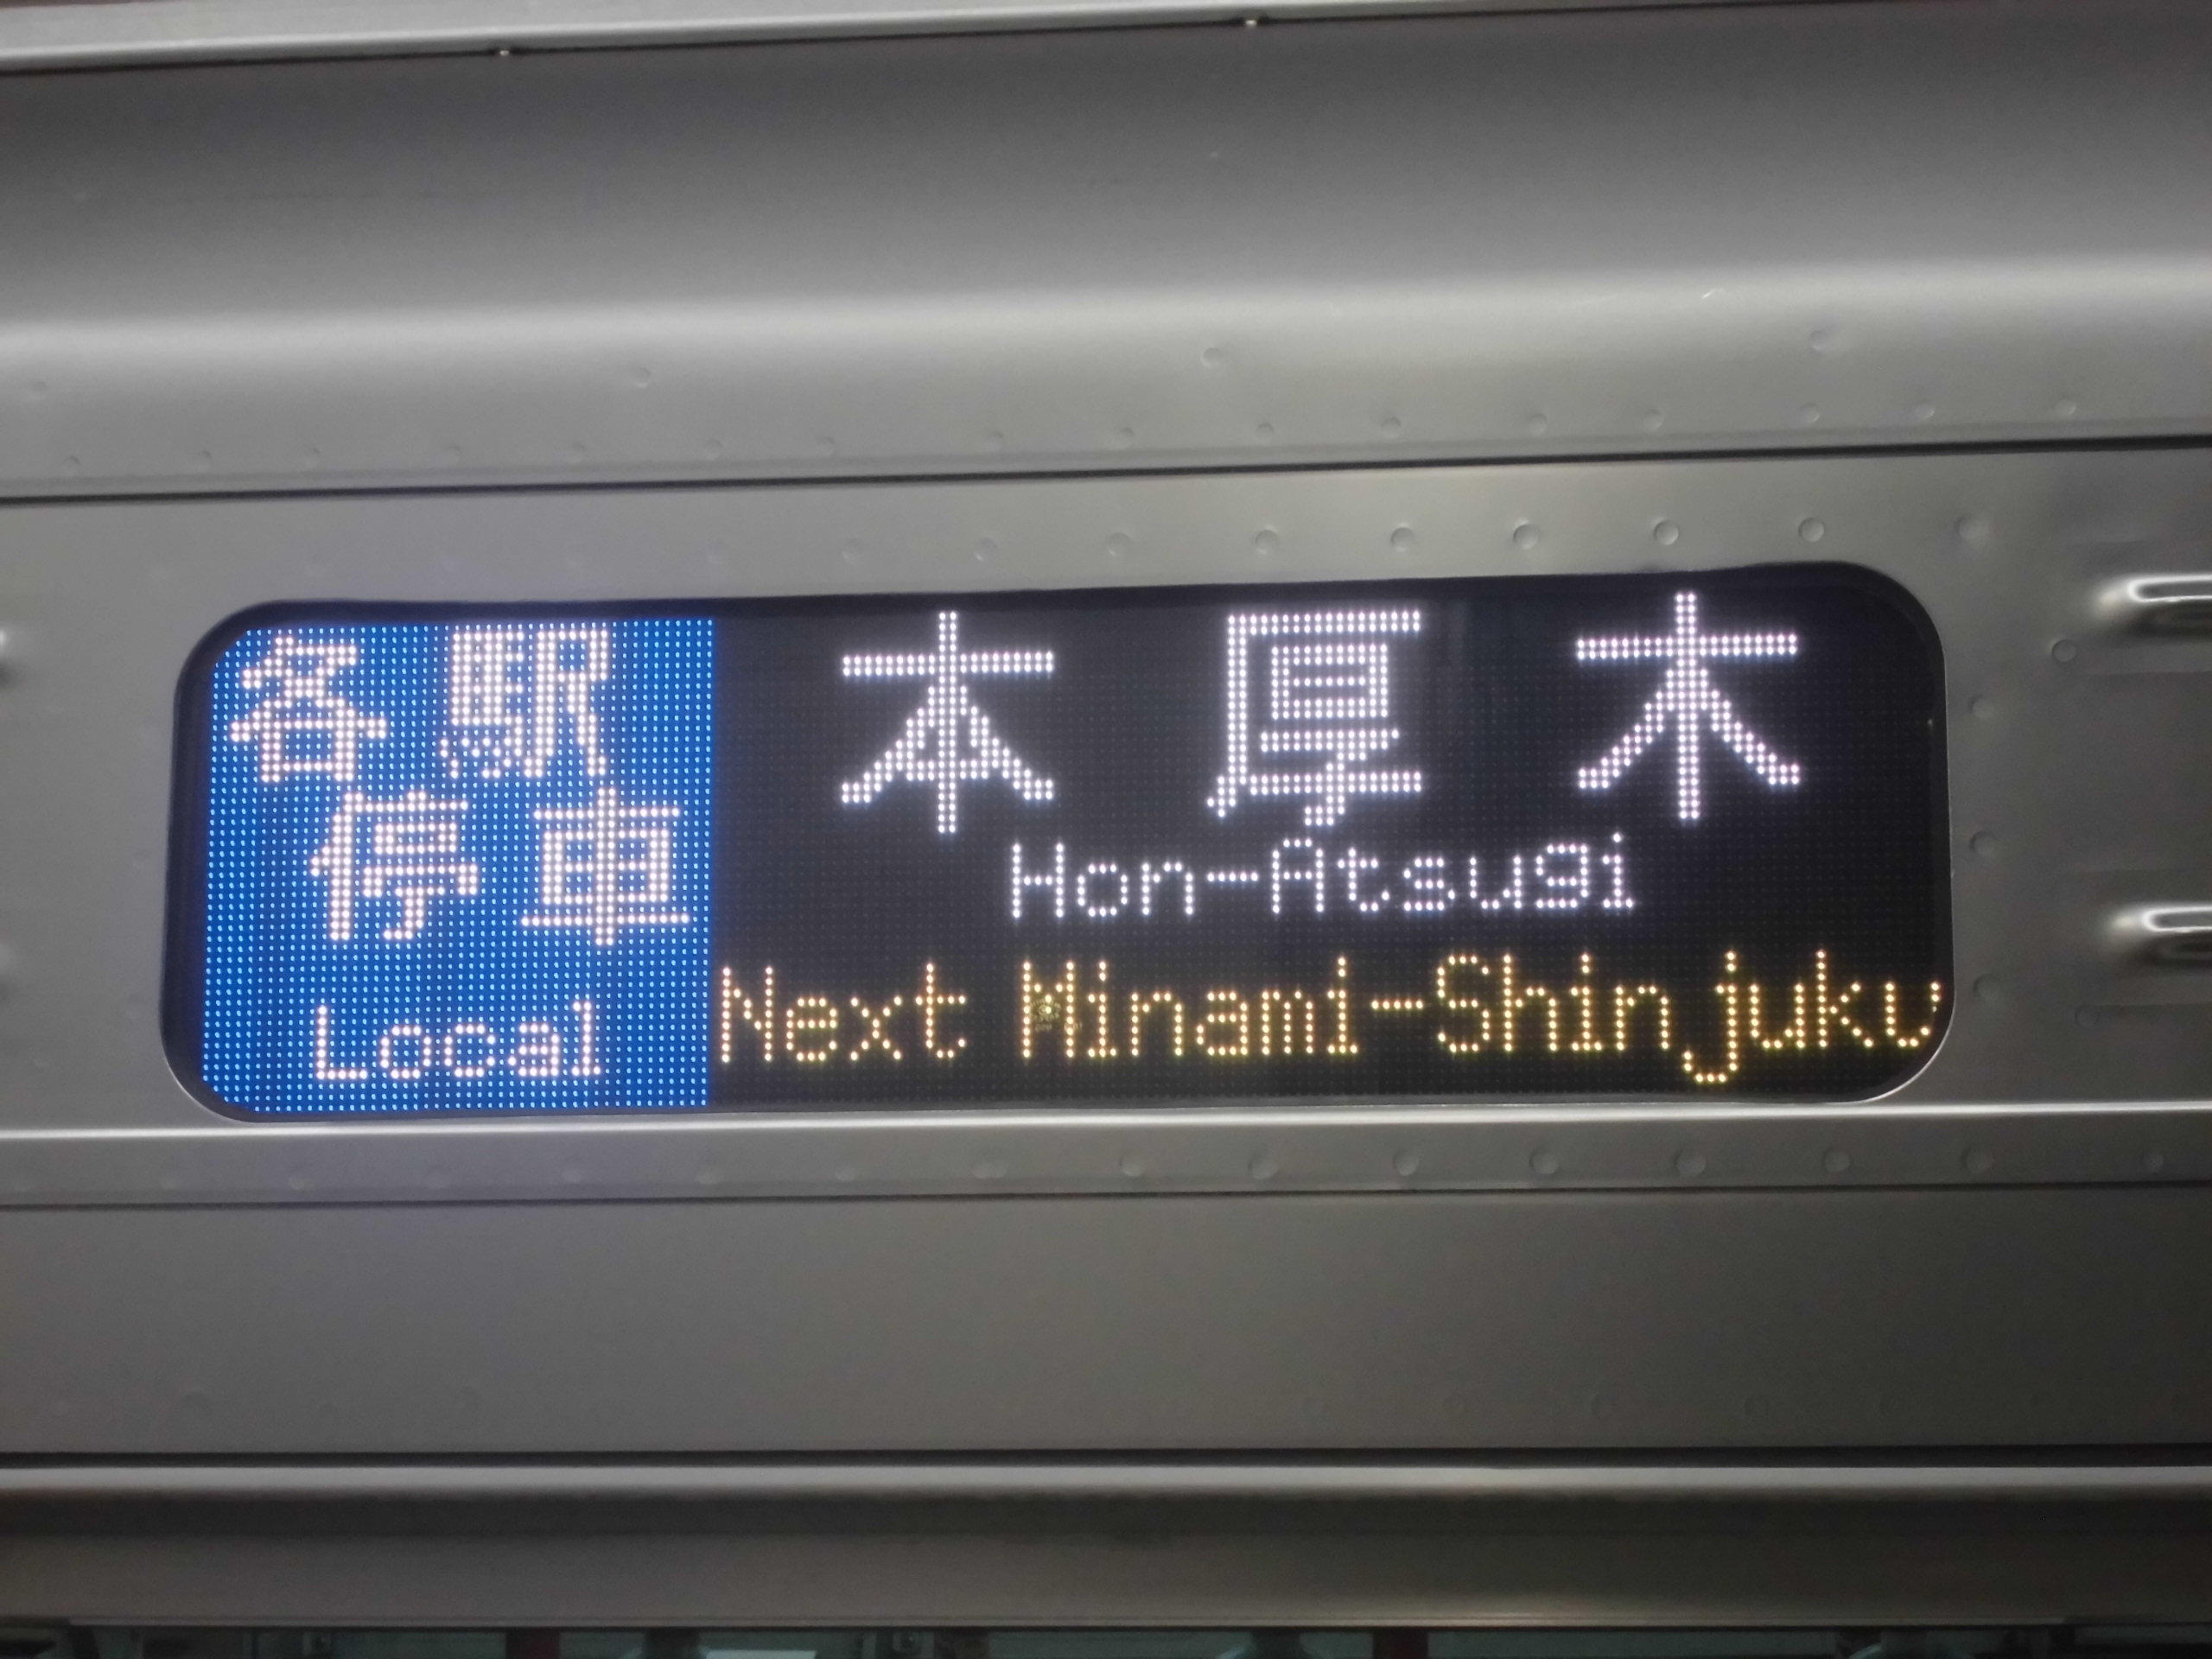 各駅
停車
Local
本厚木
Hon-Atsugi
Next Minami-Shinjuku